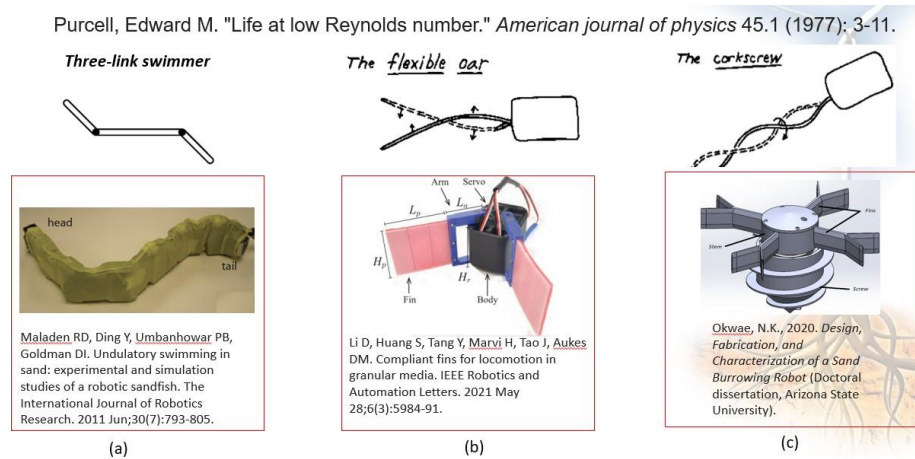 Purcell, Edward M. "Life at low Reynolds number." American journal of physics 45.1 (1977): 3-11.
Three-link swimmer
The flexible oar
The corkscrew
head
tail
Maladen RD, Ding Y, Umbanhowar PB,
Goldman DI. Undulatory swimming in
sand: experimental and simulation
studies of a robotic sandfish. The
International Journal of Robotics
Research. 2011 Jun;30(7):793-805.
(a)
Arm
Servo
Lp
La
Hp
Hr
Fin
Body
Li D, Huang S, Tang Y, Marvi H, Tao J, Aukes
DM. Compliant fins for locomotion in
granular media. IEEE Robotics and
Automation Letters. 2021 May
28;6(3):5984-91.
(b)
Fins
Stem
Screw
Okwae, N.K., 2020. Design,
Fabrication, and
Characterization of a Sand
Burrowing Robot (Doctoral
dissertation, Arizona State
University).
(c)